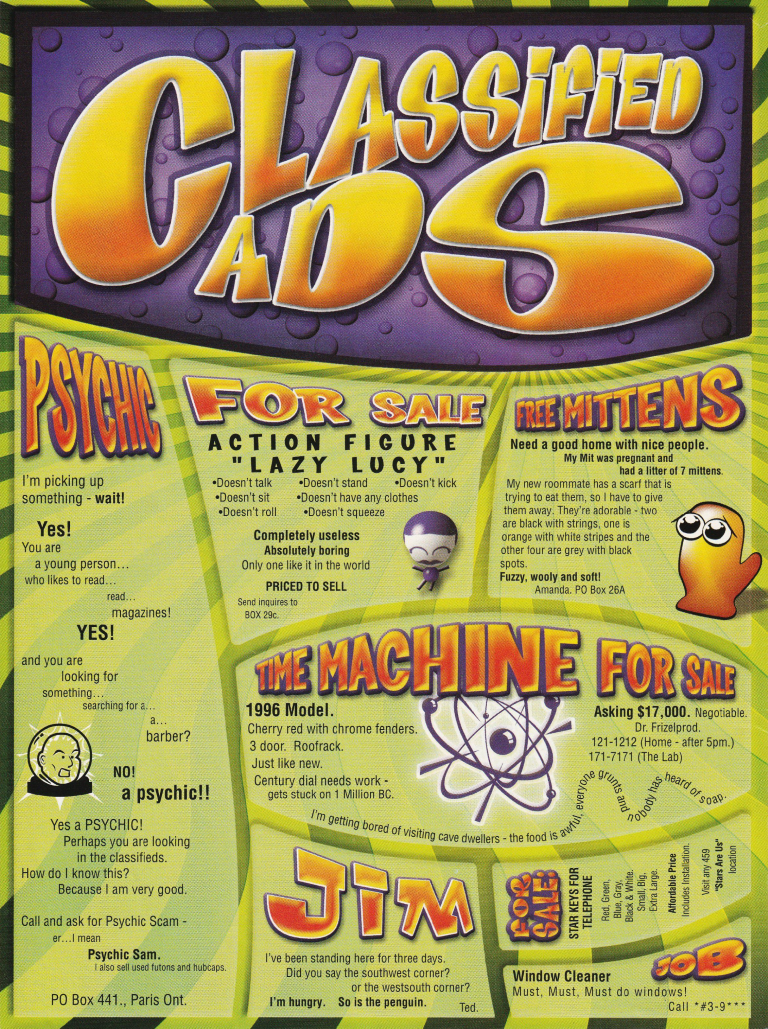 CLASSIFIED
ADS
PSYCHIC
I'm picking up
something - wait!
Yes!
You are
a young person...
who likes to read...
read...
magazines!
YES!
and you are
looking for
something...
searching for a...
a...
barber?
NO!
a psychic!!
Yes a PSYCHIC!
Perhaps you are looking
in the classifieds.
How do I know this?
Because I am very good.
Call and ask for Psychic Scam -
er...I mean
Psychic Sam.
I also sell used futons and hubcaps.
PO Box 441., Paris Ont.
FOR SALE
ACTION FIGURE
"LAZY LUCY"
•Doesn't talk •Doesn't stand •Doesn't kick
•Doesn't sit •Doesn't have any clothes
•Doesn't roll •Doesn't squeeze
Completely useless
Absolutely boring
Only one like it in the world
PRICED TO SELL
Send inquires to
BOX 29c.
FREE MITTENS
Need a good home with nice people.
My Mit was pregnant and
had a litter of 7 mittens.
My new roommate has a scarf that is
trying to eat them, so I have to give
them away. They're adorable - two
are black with strings, one is
orange with white stripes and the
other four are grey with black
spots.
Fuzzy, wooly and soft!
Amanda. PO Box 26A
TIME MACHINE FOR SALE
1996 Model.
Cherry red with chrome fenders.
3 door. Roofrack.
Just like new.
Century dial needs work -
gets stuck on 1 Million BC.
Asking $17,000. Negotiable.
Dr. Frizelprod.
121-1212 (Home - after 5pm.)
171-7171 (The Lab)
I'm getting bored of visiting cave dwellers - the food is awful, everyone grunts and nobody has heard of soap.
JIM
I've been standing here for three days.
Did you say the southwest corner?
or the westsouth corner?
I'm hungry. So is the penguin.
Ted.
FOR
SALE:
STAR KEYS FOR
TELEPHONE
Red, Green,
Blue, Gray,
Black & White.
Small, Big,
Extra Large.
Affordable Price
Includes Installation.
Visit any 459
"Stars Are Us"
location
JOB
Window Cleaner
Must, Must, Must do windows!
Call *#3-9***